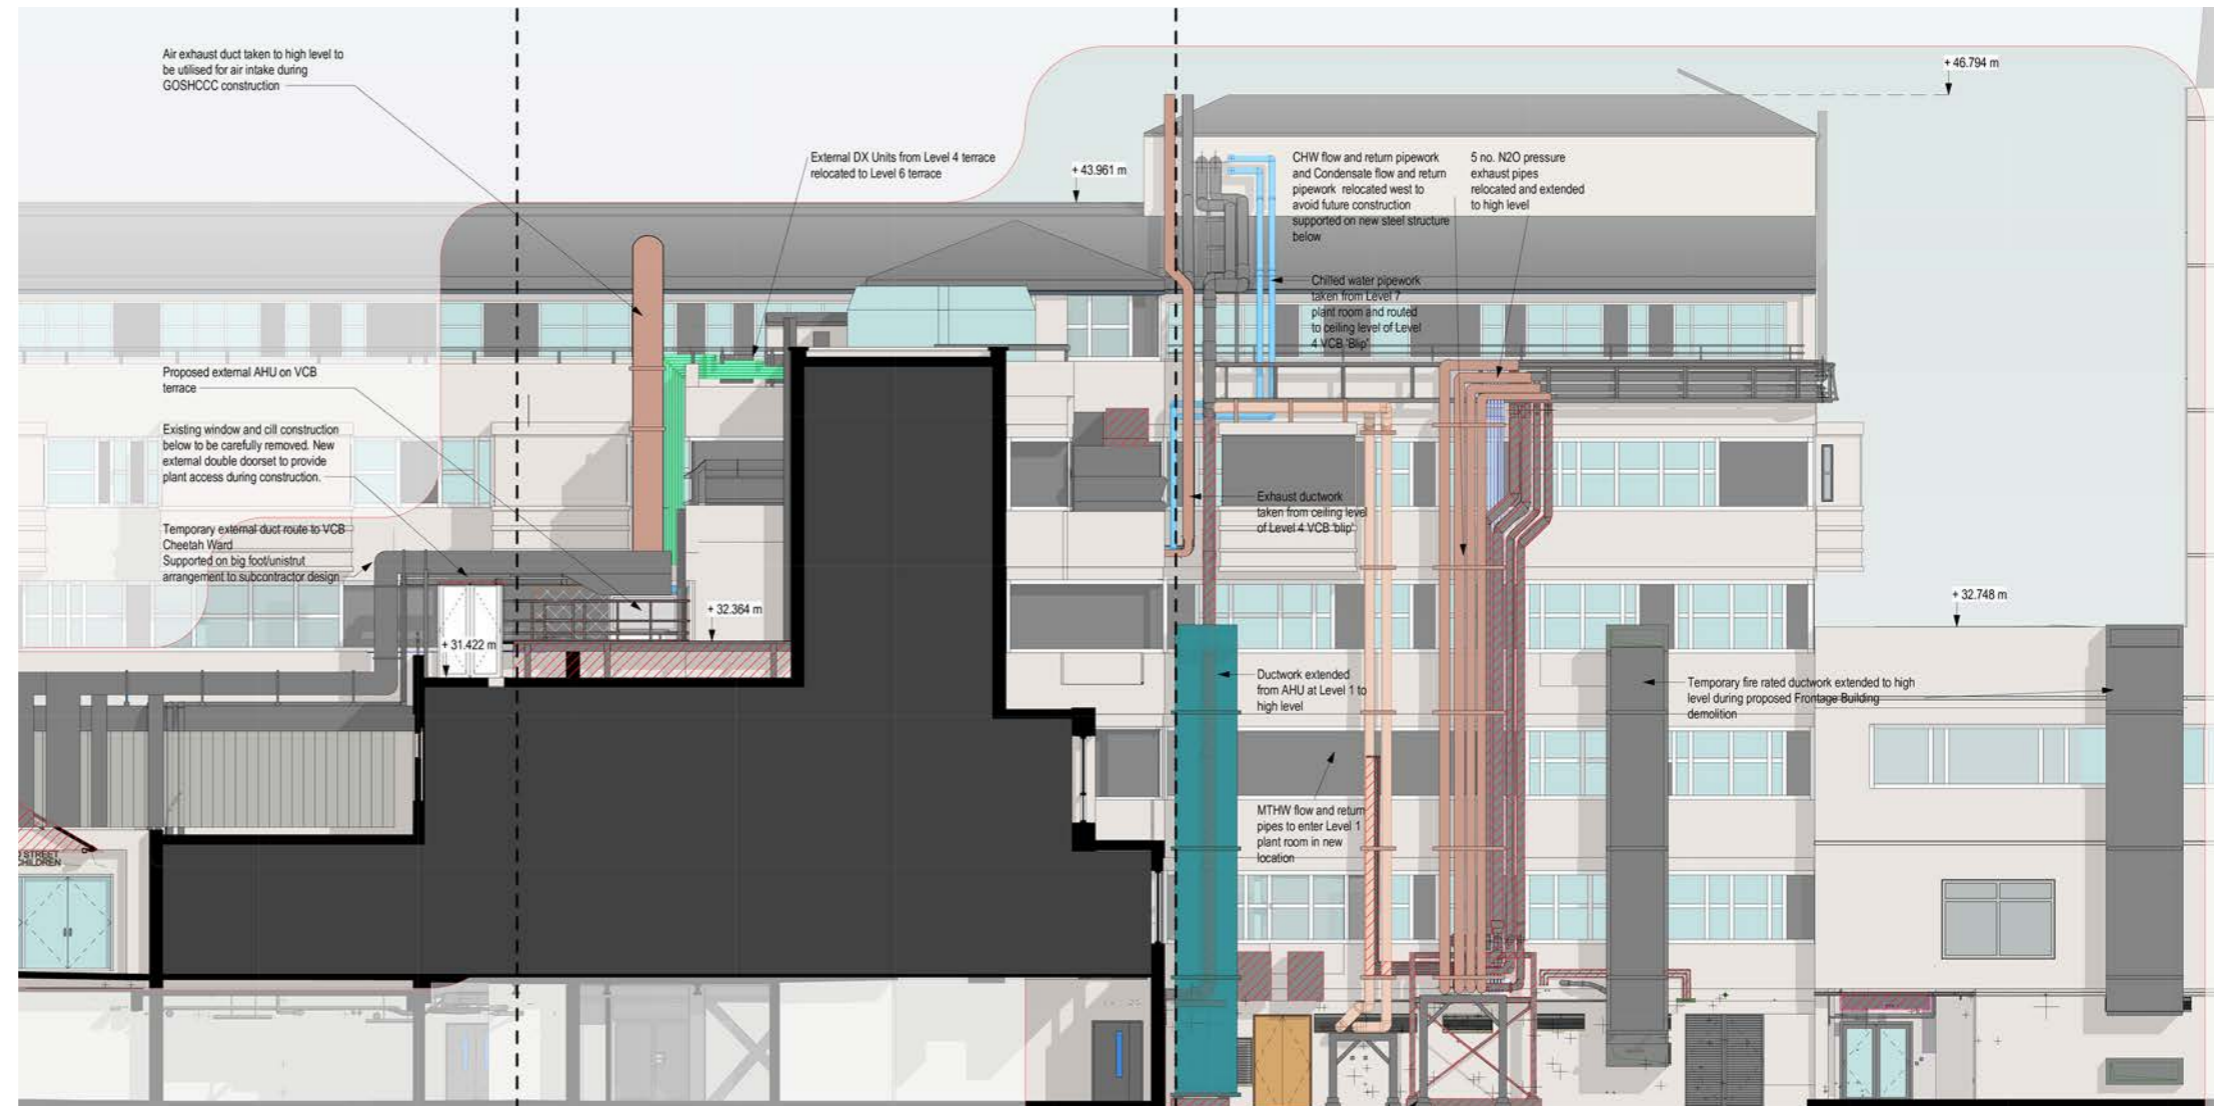 Air exhaust duct taken to high level to
be utilised for air intake during
GOSHCCC construction
+ 46.794 m
External DX Units from Level 4 terrace
relocated to Level 6 terrace
+ 43.961 m
CHW flow and return pipework
and Condensate flow and return
pipework relocated west to
avoid future construction
supported on new steel structure
below
5 no. N2O pressure
exhaust pipes
relocated and extended
to high level
Chilled water pipework
taken from Level 7
plant room and routed
to ceiling level of Level
4 VCB 'Blip'
Proposed external AHU on VCB
terrace
Existing window and cill construction
below to be carefully removed. New
external double doorset to provide
plant access during construction.
Exhaust ductwork
taken from ceiling level
of Level 4 VCB 'blip'
Temporary external duct route to VCB
Cheetah Ward
Supported on big foot/unistrut
arrangement to subcontractor design
+ 32.364 m
+ 32.748 m
+ 31.422 m
Ductwork extended
from AHU at Level 1 to
high level
Temporary fire rated ductwork extended to high
level during proposed Frontage Building
demolition
MTHW flow and return
pipes to enter Level 1
plant room in new
location
STREET
CHILDREN